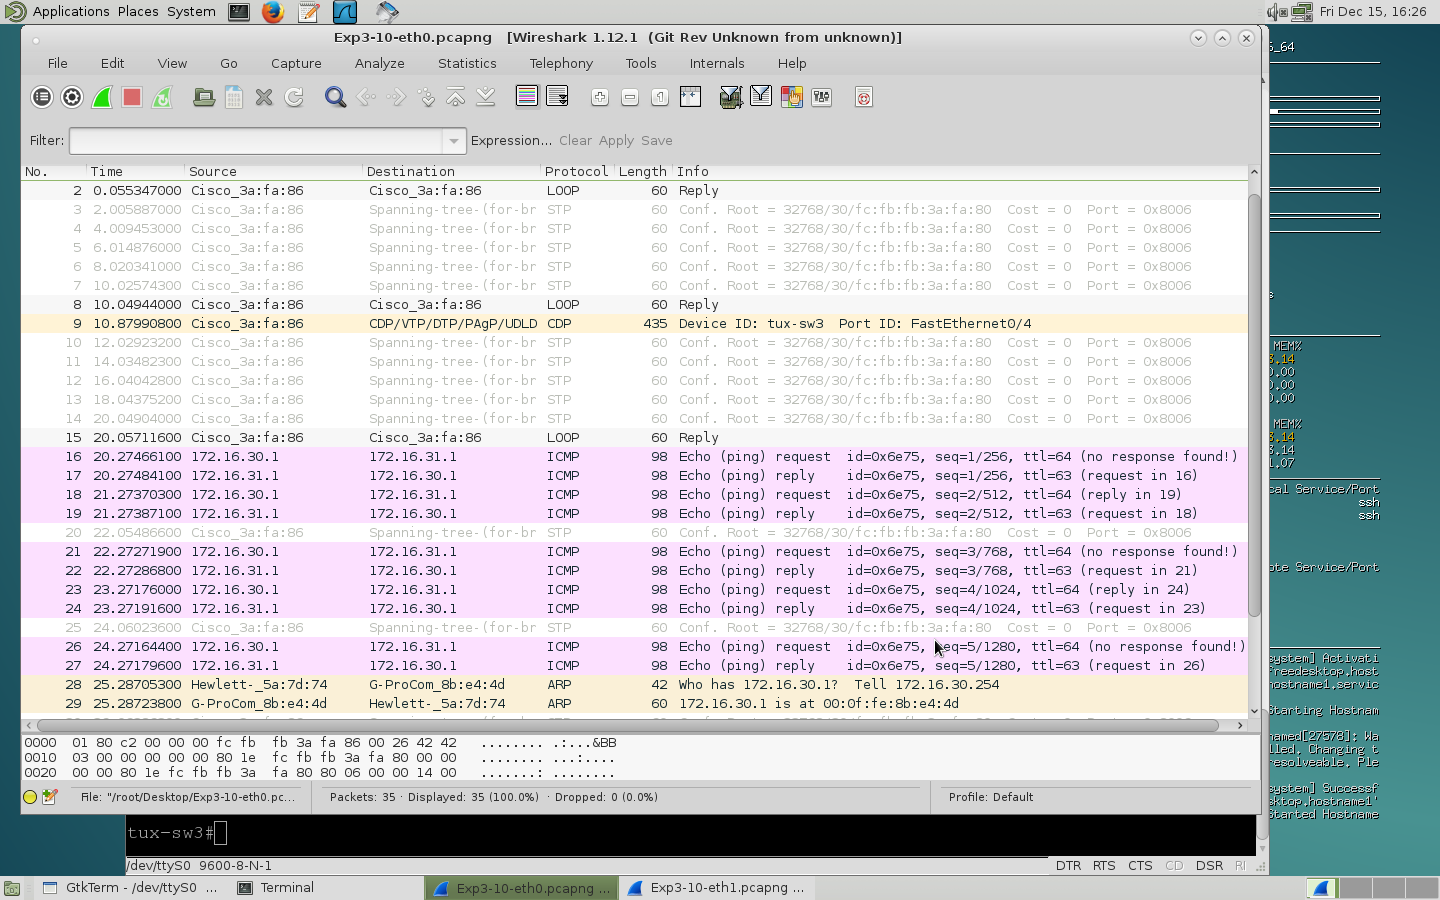 Applications Places System Fri Dec 15, 16:26
Exp3-10-eth0.pcapng [Wireshark 1.12.1 (Git Rev Unknown from unknown)]
File Edit View Go Capture Analyze Statistics Telephony Tools Internals Help
Filter: Expression... Clear Apply Save
No. Time Source Destination Protocol Length Info
2 0.055347000 Cisco_3a:fa:86 Cisco_3a:fa:86 LOOP 60 Reply
3 2.005887000 Cisco_3a:fa:86 Spanning-tree-(for-br STP 60 Conf. Root = 32768/30/fc:fb:fb:3a:fa:80 Cost = 0 Port = 0x8006
4 4.009453000 Cisco_3a:fa:86 Spanning-tree-(for-br STP 60 Conf. Root = 32768/30/fc:fb:fb:3a:fa:80 Cost = 0 Port = 0x8006
5 6.014876000 Cisco_3a:fa:86 Spanning-tree-(for-br STP 60 Conf. Root = 32768/30/fc:fb:fb:3a:fa:80 Cost = 0 Port = 0x8006
6 8.020341000 Cisco_3a:fa:86 Spanning-tree-(for-br STP 60 Conf. Root = 32768/30/fc:fb:fb:3a:fa:80 Cost = 0 Port = 0x8006
7 10.02574300 Cisco_3a:fa:86 Spanning-tree-(for-br STP 60 Conf. Root = 32768/30/fc:fb:fb:3a:fa:80 Cost = 0 Port = 0x8006
8 10.04944000 Cisco_3a:fa:86 Cisco_3a:fa:86 LOOP 60 Reply
9 10.87990800 Cisco_3a:fa:86 CDP/VTP/DTP/PAgP/UDLD CDP 435 Device ID: tux-sw3 Port ID: FastEthernet0/4
10 12.02923200 Cisco_3a:fa:86 Spanning-tree-(for-br STP 60 Conf. Root = 32768/30/fc:fb:fb:3a:fa:80 Cost = 0 Port = 0x8006
11 14.03482300 Cisco_3a:fa:86 Spanning-tree-(for-br STP 60 Conf. Root = 32768/30/fc:fb:fb:3a:fa:80 Cost = 0 Port = 0x8006
12 16.04042800 Cisco_3a:fa:86 Spanning-tree-(for-br STP 60 Conf. Root = 32768/30/fc:fb:fb:3a:fa:80 Cost = 0 Port = 0x8006
13 18.04375200 Cisco_3a:fa:86 Spanning-tree-(for-br STP 60 Conf. Root = 32768/30/fc:fb:fb:3a:fa:80 Cost = 0 Port = 0x8006
14 20.04904000 Cisco_3a:fa:86 Spanning-tree-(for-br STP 60 Conf. Root = 32768/30/fc:fb:fb:3a:fa:80 Cost = 0 Port = 0x8006
15 20.05711600 Cisco_3a:fa:86 Cisco_3a:fa:86 LOOP 60 Reply
16 20.27466100 172.16.30.1 172.16.31.1 ICMP 98 Echo (ping) request id=0x6e75, seq=1/256, ttl=64 (no response found!)
17 20.27484100 172.16.31.1 172.16.30.1 ICMP 98 Echo (ping) reply id=0x6e75, seq=1/256, ttl=63 (request in 16)
18 21.27370300 172.16.30.1 172.16.31.1 ICMP 98 Echo (ping) request id=0x6e75, seq=2/512, ttl=64 (reply in 19)
19 21.27387100 172.16.31.1 172.16.30.1 ICMP 98 Echo (ping) reply id=0x6e75, seq=2/512, ttl=63 (request in 18)
20 22.05486600 Cisco_3a:fa:86 Spanning-tree-(for-br STP 60 Conf. Root = 32768/30/fc:fb:fb:3a:fa:80 Cost = 0 Port = 0x8006
21 22.27271900 172.16.30.1 172.16.31.1 ICMP 98 Echo (ping) request id=0x6e75, seq=3/768, ttl=64 (no response found!)
22 22.27286800 172.16.31.1 172.16.30.1 ICMP 98 Echo (ping) reply id=0x6e75, seq=3/768, ttl=63 (request in 21)
23 23.27176000 172.16.30.1 172.16.31.1 ICMP 98 Echo (ping) request id=0x6e75, seq=4/1024, ttl=64 (reply in 24)
24 23.27191600 172.16.31.1 172.16.30.1 ICMP 98 Echo (ping) reply id=0x6e75, seq=4/1024, ttl=63 (request in 23)
25 24.06023600 Cisco_3a:fa:86 Spanning-tree-(for-br STP 60 Conf. Root = 32768/30/fc:fb:fb:3a:fa:80 Cost = 0 Port = 0x8006
26 24.27164400 172.16.30.1 172.16.31.1 ICMP 98 Echo (ping) request id=0x6e75, seq=5/1280, ttl=64 (no response found!)
27 24.27179600 172.16.31.1 172.16.30.1 ICMP 98 Echo (ping) reply id=0x6e75, seq=5/1280, ttl=63 (request in 26)
28 25.28705300 Hewlett-_5a:7d:74 G-ProCom_8b:e4:4d ARP 42 Who has 172.16.30.1? Tell 172.16.30.254
29 25.28723800 G-ProCom_8b:e4:4d Hewlett-_5a:7d:74 ARP 60 172.16.30.1 is at 00:0f:fe:8b:e4:4d
0000 01 80 c2 00 00 00 fc fb fb 3a fa 86 00 26 42 42 ........ .:...&BB
0010 03 00 00 00 00 00 80 1e fc fb fb 3a fa 80 00 00 ........ ...:....
0020 00 00 80 1e fc fb fb 3a fa 80 80 06 00 00 14 00 .......: ........
File: "/root/Desktop/Exp3-10-eth0.pc... Packets: 35 · Displayed: 35 (100.0%) · Dropped: 0 (0.0%) Profile: Default
tux-sw3#
/dev/ttyS0 9600-8-N-1 DTR RTS CTS CD DSR RI
GtkTerm - /dev/ttyS0 ... Terminal Exp3-10-eth0.pcapng ... Exp3-10-eth1.pcapng ...
_64
MEM%
3.14
0.00
0.00
0.00
MEM%
3.14
3.14
1.07
cal Service/Port
ssh
ssh
ote Service/Port
system] Activati
freedesktop.host
hostname1.servic
Starting Hostnam
named[27578]: Wa
lled. Changing t
resolveable. Ple
system] Successf
sktop.hostname1'
Started Hostname